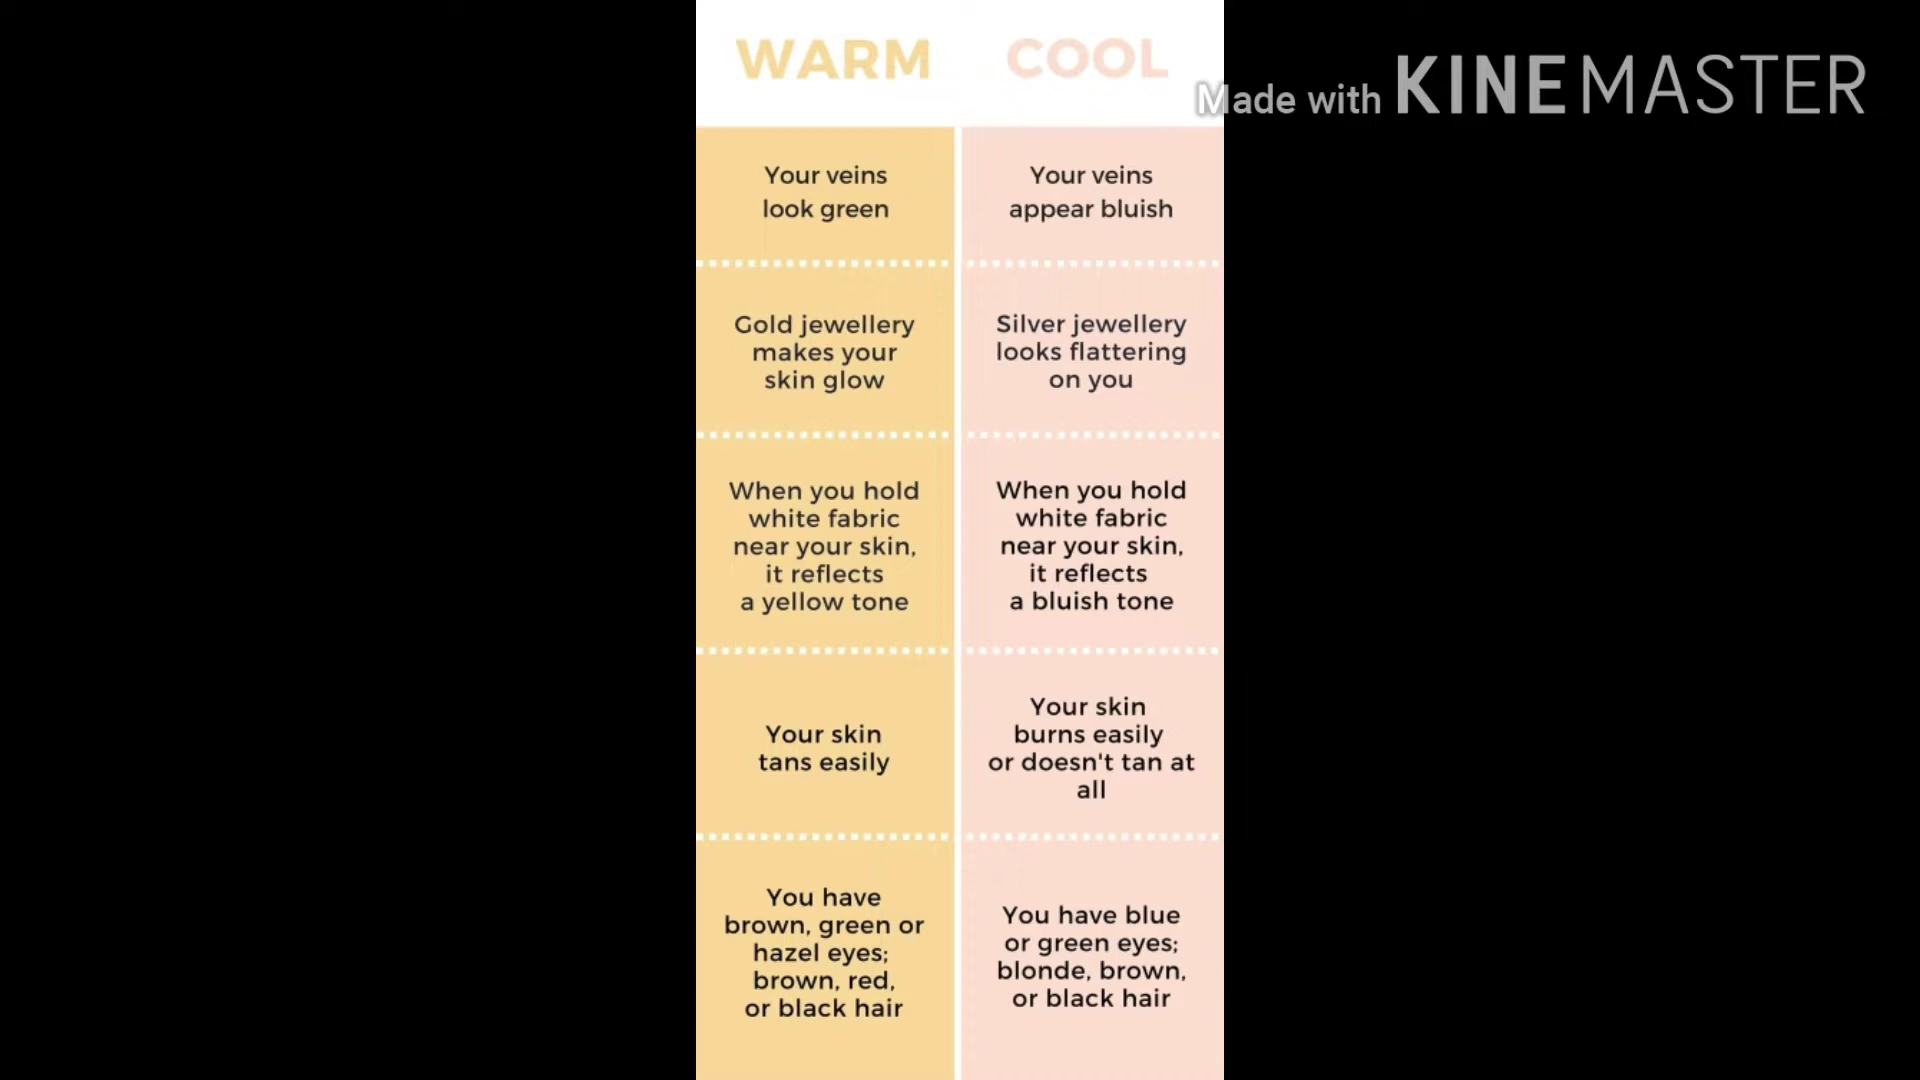 WARM
COOL
Made with KINEMASTER
Your veins
look green
Your veins
appear bluish
Gold jewellery
makes your
skin glow
Silver jewellery
looks flattering
on you
When you hold
white fabric
near your skin,
it reflects
a yellow tone
When you hold
white fabric
near your skin,
it reflects
a bluish tone
Your skin
tans easily
Your skin
burns easily
or doesn't tan at
all
You have
brown, green or
hazel eyes;
brown, red,
or black hair
You have blue
or green eyes;
blonde, brown,
or black hair